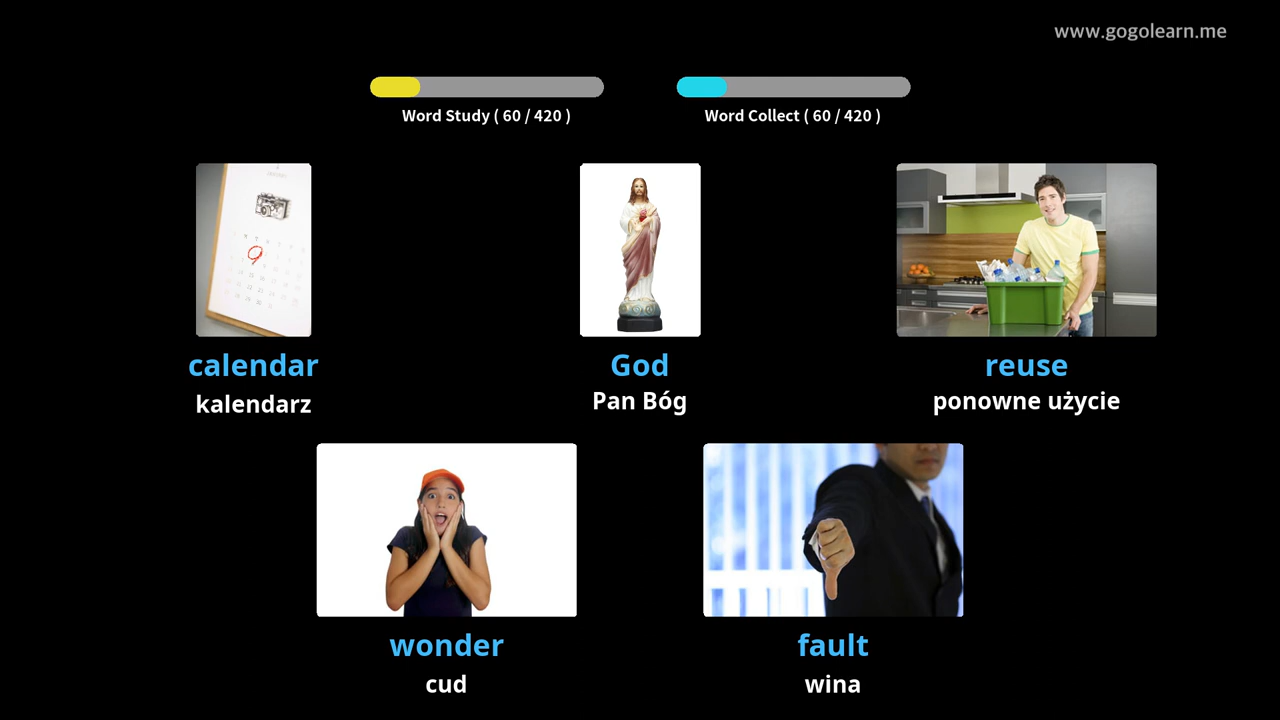 www.gogolearn.me
Word Study ( 60 / 420 )
Word Collect ( 60 / 420 )
calendar
kalendarz
God
Pan Bóg
reuse
ponowne użycie
wonder
cud
fault
wina